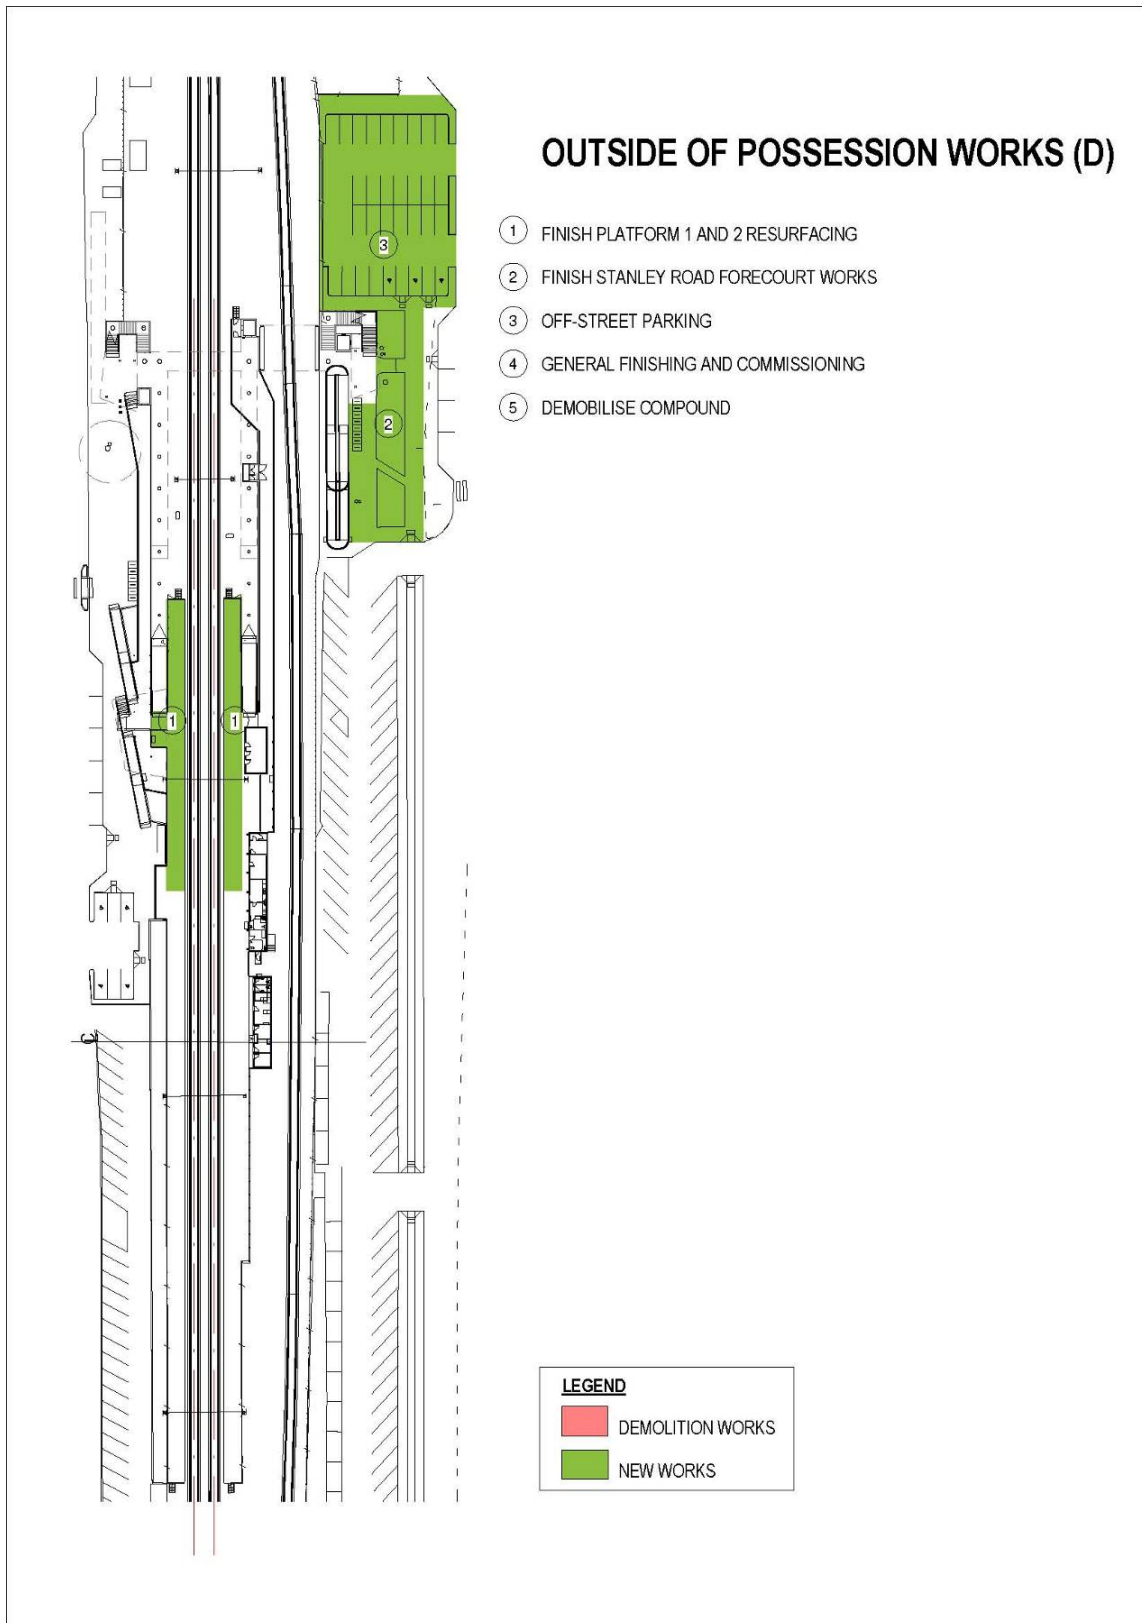 OUTSIDE OF POSSESSION WORKS (D)
1 FINISH PLATFORM 1 AND 2 RESURFACING
2 FINISH STANLEY ROAD FORECOURT WORKS
3 OFF-STREET PARKING
4 GENERAL FINISHING AND COMMISSIONING
5 DEMOBILISE COMPOUND
3
2
1 1
LEGEND
DEMOLITION WORKS
NEW WORKS